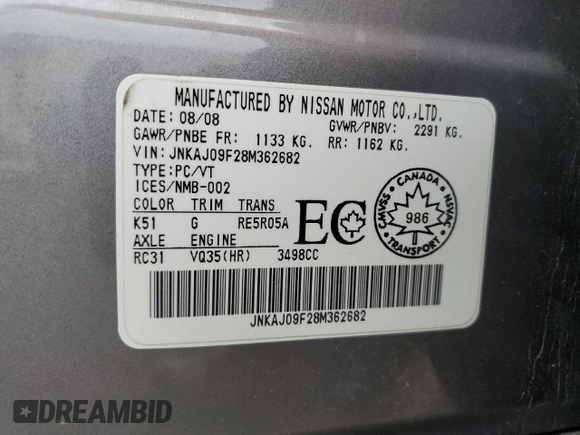 MANUFACTURED BY NISSAN MOTOR CO.,LTD.
DATE: 08/08 GVWR/PNBV: 2291 KG.
GAWR/PNBE FR: 1133 KG. RR: 1162 KG.
VIN: JNKAJ09F28M362682
TYPE: PC/VT
ICES/NMB-002
COLOR TRIM TRANS
K51 G RE5R05A
AXLE ENGINE
RC31 VQ35(HR) 3498CC
EC
CANADA
CMVSS 986 NSVAC
TRANSPORT
JNKAJ09F28M362682
DREAMBID